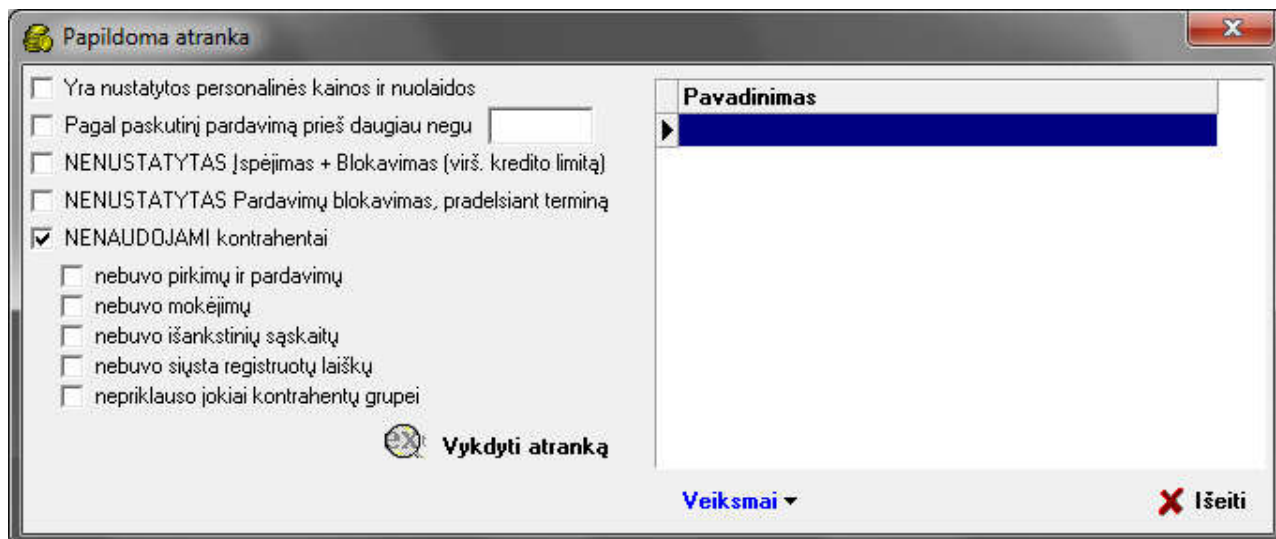 Papildoma atranka
Yra nustatytos personalinės kainos ir nuolaidos
Pagal paskutinį pardavimą prieš daugiau negu
NENUSTATYTAS Įspėjimas + Blokavimas (virš. kredito limitą)
NENUSTATYTAS Pardavimų blokavimas, pradelsiant terminą
NENAUDOJAMI kontrahentai
nebuvo pirkimų ir pardavimų
nebuvo mokėjimų
nebuvo išankstinių sąskaitų
nebuvo siųsta registruotų laiškų
nepriklauso jokiai kontrahentų grupei
Vykdyti atranką
Pavadinimas
Veiksmai
Išeiti